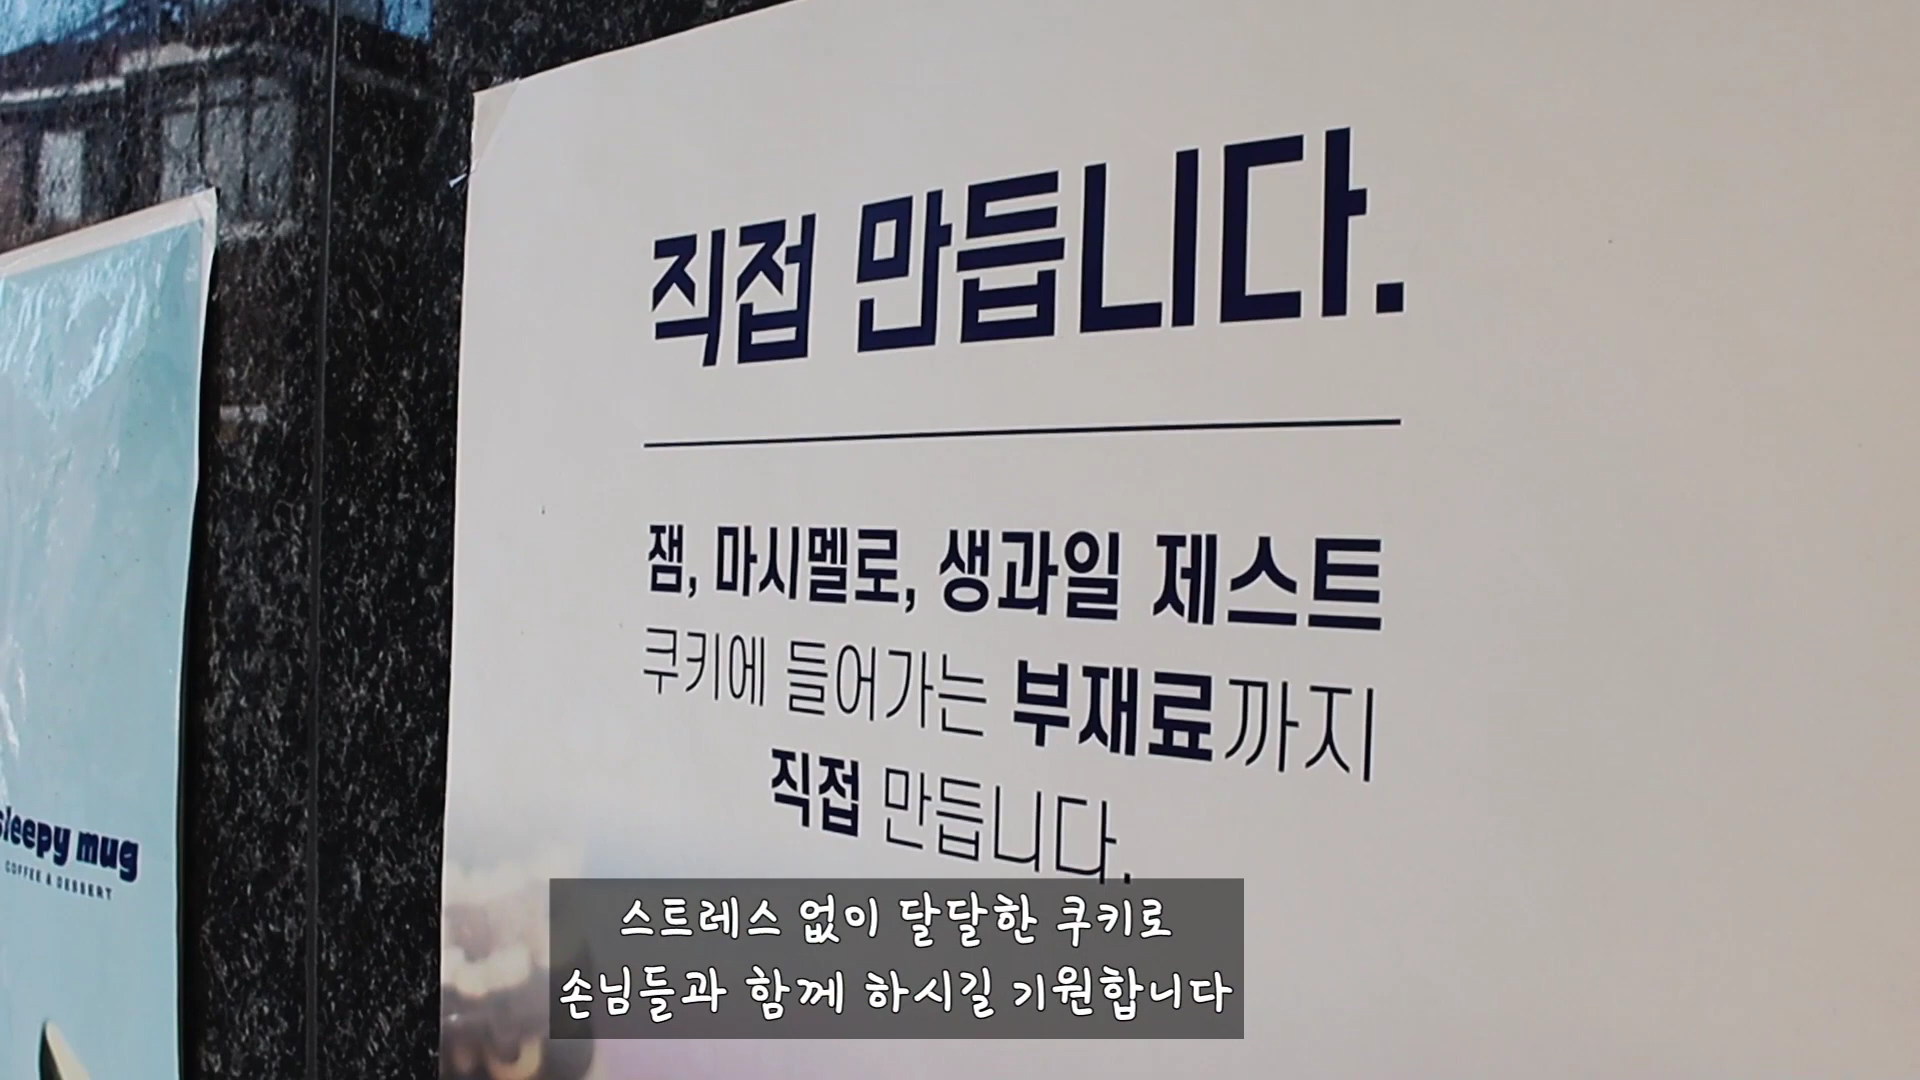 직접 만듭니다.
잼, 마시멜로, 생과일 제스트
쿠키에 들어가는 부재료까지
직접 만듭니다.
sleepy mug
COFFEE & DESSERT
스트레스 없이 달달한 쿠키로
손님들과 함께 하시길 기원합니다